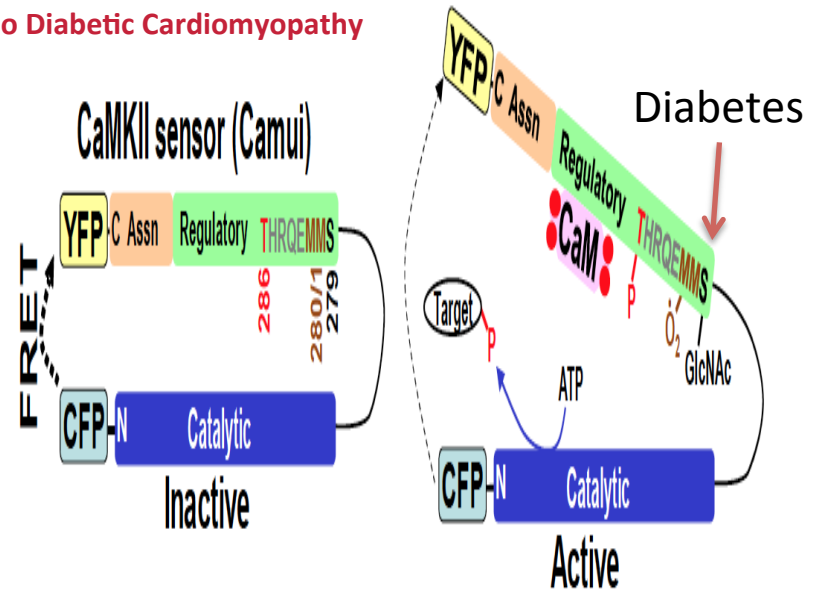 o Diabetic Cardiomyopathy
CaMKII sensor (Camui)
YFP C Assn Regulatory THRQEMMS
286
280/1
279
FRET
CFP N Catalytic
Inactive
Diabetes
YFP C Assn Regulatory THRQEMMS
CaM
P
O2
GlcNAc
Target
P
ATP
CFP N Catalytic
Active